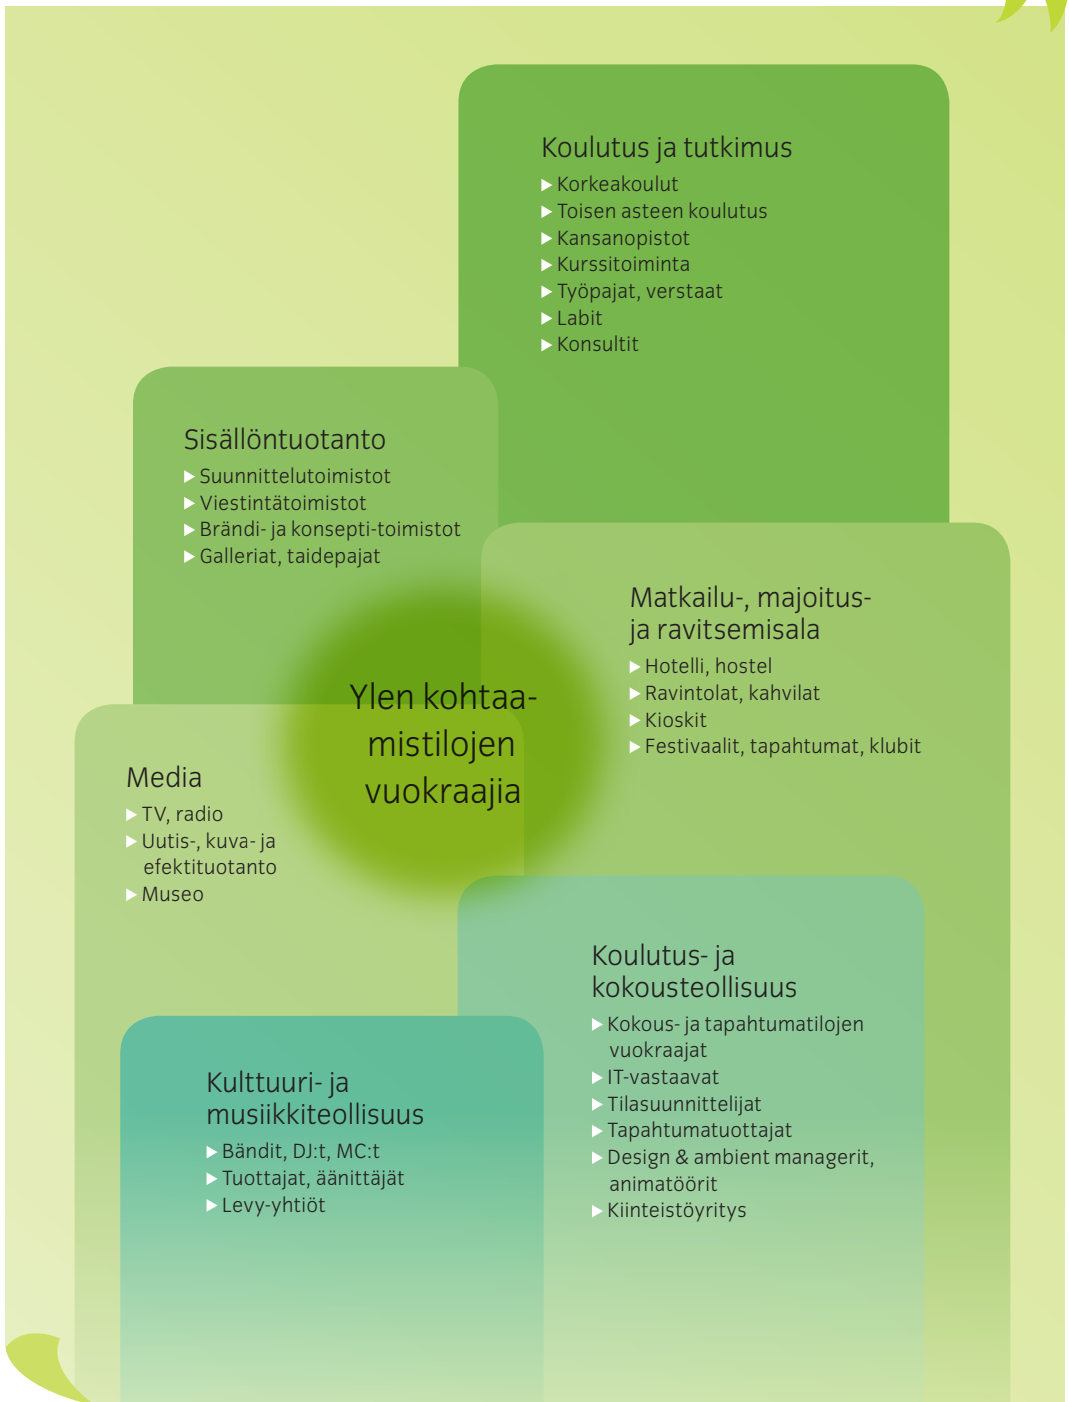 Koulutus ja tutkimus
▶ Korkeakoulut
▶ Toisen asteen koulutus
▶ Kansanopistot
▶ Kurssitoiminta
▶ Työpajat, verstaat
▶ Labit
▶ Konsultit
Sisällöntuotanto
▶ Suunnittelutoimistot
▶ Viestintätoimistot
▶ Brändi- ja konsepti-toimistot
▶ Galleriat, taidepajat
Matkailu-, majoitus-
ja ravitsemisala
▶ Hotelli, hostel
▶ Ravintolat, kahvilat
▶ Kioskit
▶ Festivaalit, tapahtumat, klubit
Ylen kohtaa-
mistilojen
vuokraajia
Media
▶ TV, radio
▶ Uutis-, kuva- ja
efektituotanto
▶ Museo
Koulutus- ja
kokousteollisuus
▶ Kokous- ja tapahtumatilojen
vuokraajat
▶ IT-vastaavat
▶ Tilasuunnittelijat
▶ Tapahtumatuottajat
▶ Design & ambient managerit,
animatöörit
▶ Kiinteistöyritys
Kulttuuri- ja
musiikkiteollisuus
▶ Bändit, DJ:t, MC:t
▶ Tuottajat, äänittäjät
▶ Levy-yhtiöt